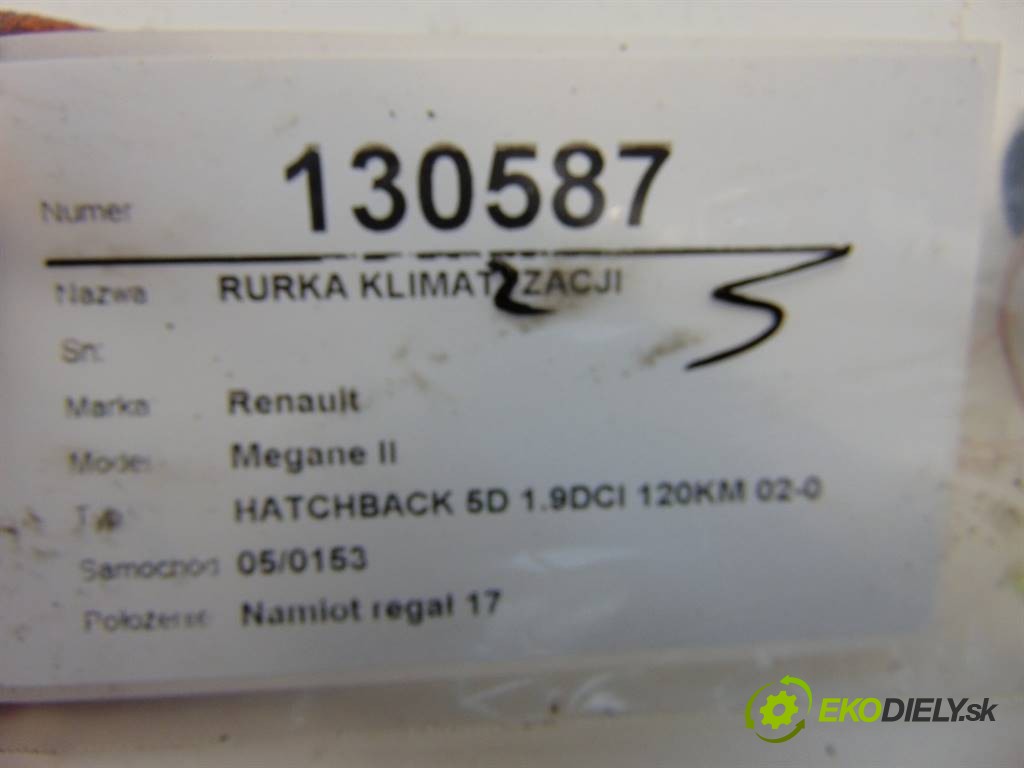 Numer 130587
Nazwa RURKA KLIMATYZACJI
Sn:
Marka Renault
Model Megane II
Typ HATCHBACK 5D 1.9DCI 120KM 02-0
Samochód 05/0153
Położenie Namiot regał 17
EKODIELY.sk